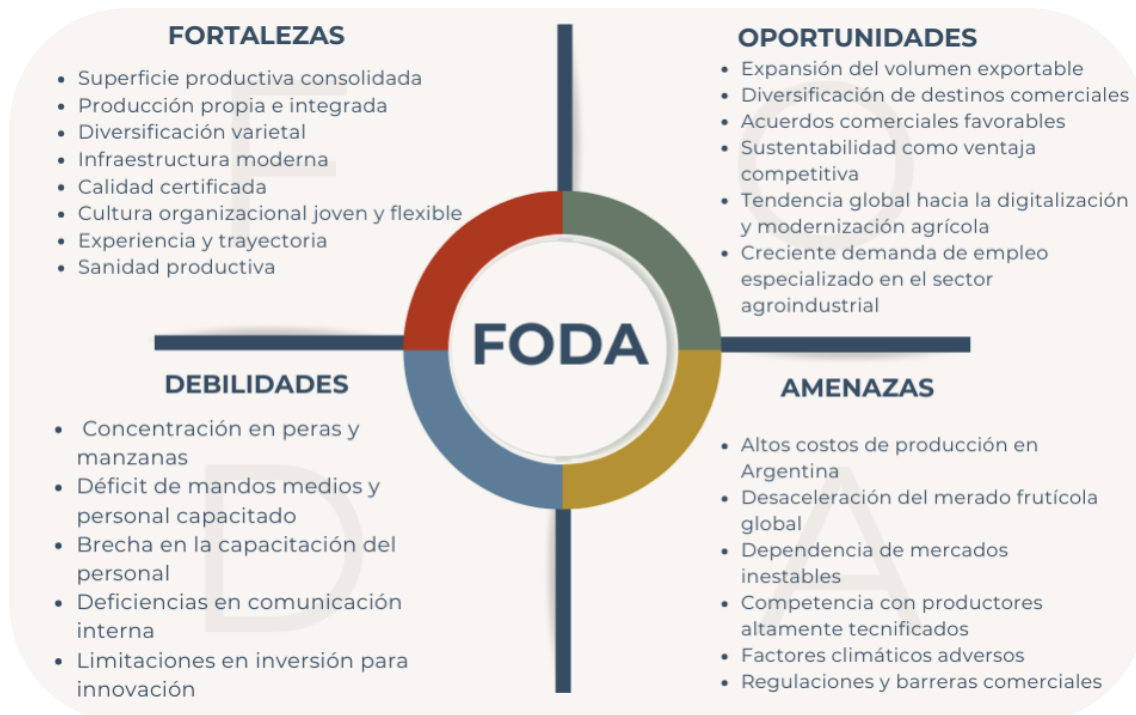 FORTALEZAS
• Superficie productiva consolidada
• Producción propia e integrada
• Diversificación varietal
• Infraestructura moderna
• Calidad certificada
• Cultura organizacional joven y flexible
• Experiencia y trayectoria
• Sanidad productiva
OPORTUNIDADES
• Expansión del volumen exportable
• Diversificación de destinos comerciales
• Acuerdos comerciales favorables
• Sustentabilidad como ventaja
competitiva
• Tendencia global hacia la digitalización
y modernización agrícola
• Creciente demanda de empleo
especializado en el sector
agroindustrial
FODA
DEBILIDADES
• Concentración en peras y
manzanas
• Déficit de mandos medios y
personal capacitado
• Brecha en la capacitación del
personal
• Deficiencias en comunicación
interna
• Limitaciones en inversión para
innovación
AMENAZAS
• Altos costos de producción en
Argentina
• Desaceleración del merado frutícola
global
• Dependencia de mercados
inestables
• Competencia con productores
altamente tecnificados
• Factores climáticos adversos
• Regulaciones y barreras comerciales
F
O
D
A